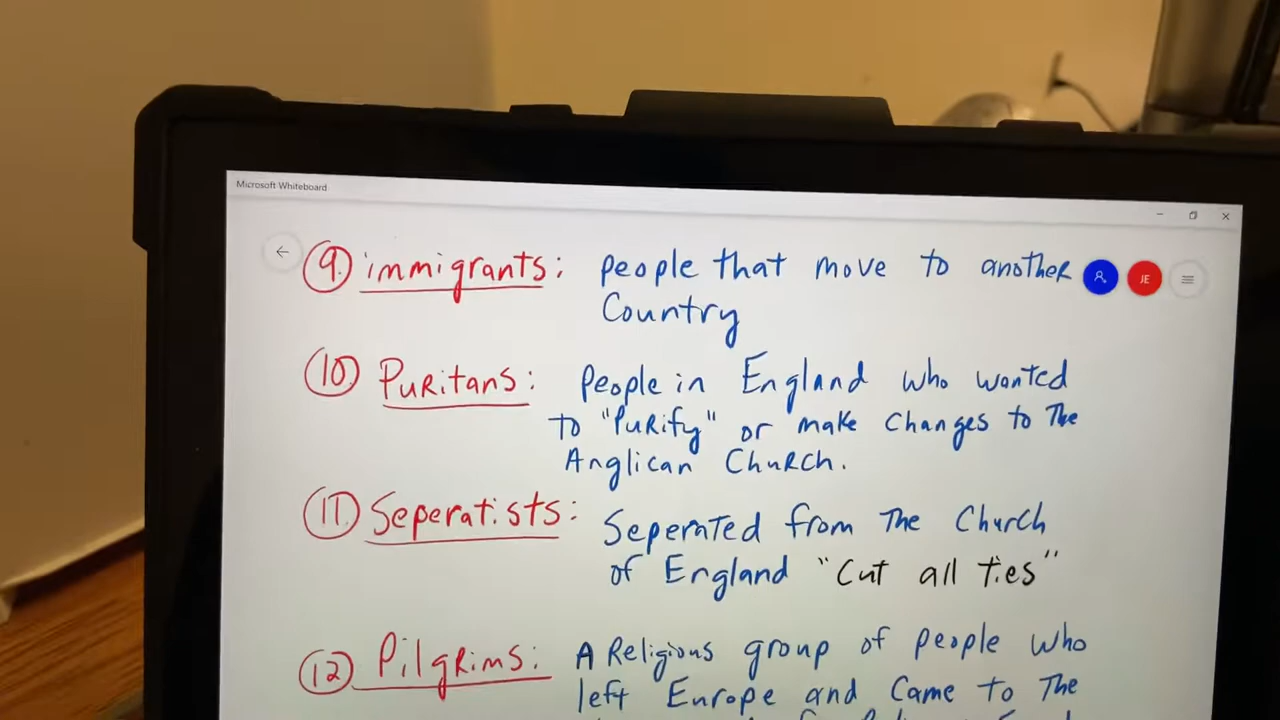 Microsoft Whiteboard
9. immigrants: people that move to another
Country
JE
10 Puritans: People in England who wanted
to "Purify" or make changes to The
Anglican Church.
11. Seperatists: Seperated from The Church
of England "Cut all ties"
12 Pilgrims: A Religious group of people who
left Europe and Came to The